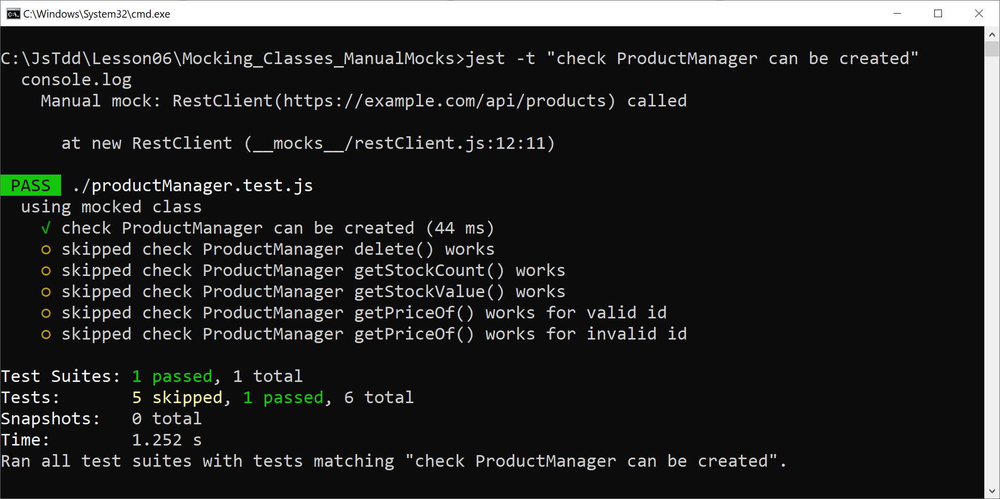 C:\Windows\System32\cmd.exe
C:\JsTdd\Lesson06\Mocking_Classes_ManualMocks>jest -t "check ProductManager can be created"
console.log
Manual mock: RestClient(https://example.com/api/products) called
at new RestClient (__mocks__/restClient.js:12:11)
PASS ./productManager.test.js
using mocked class
√ check ProductManager can be created (44 ms)
○ skipped check ProductManager delete() works
○ skipped check ProductManager getStockCount() works
○ skipped check ProductManager getStockValue() works
○ skipped check ProductManager getPriceOf() works for valid id
○ skipped check ProductManager getPriceOf() works for invalid id
Test Suites: 1 passed, 1 total
Tests: 5 skipped, 1 passed, 6 total
Snapshots: 0 total
Time: 1.252 s
Ran all test suites with tests matching "check ProductManager can be created".